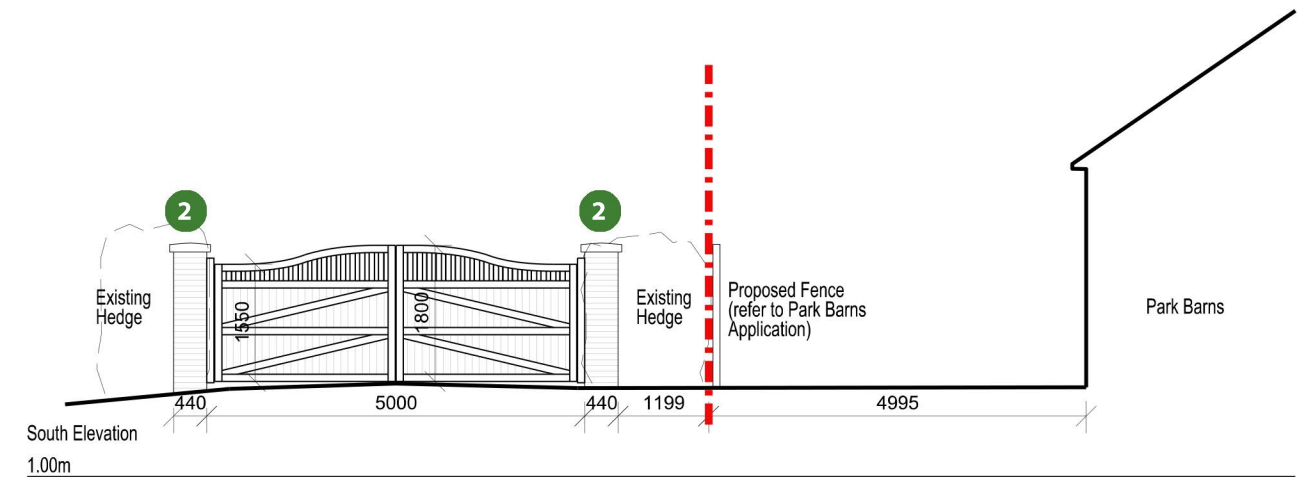 2
2
Existing
Hedge
1550
1800
Existing
Hedge
Proposed Fence
(refer to Park Barns
Application)
Park Barns
440
5000
440
1199
4995
South Elevation
1.00m